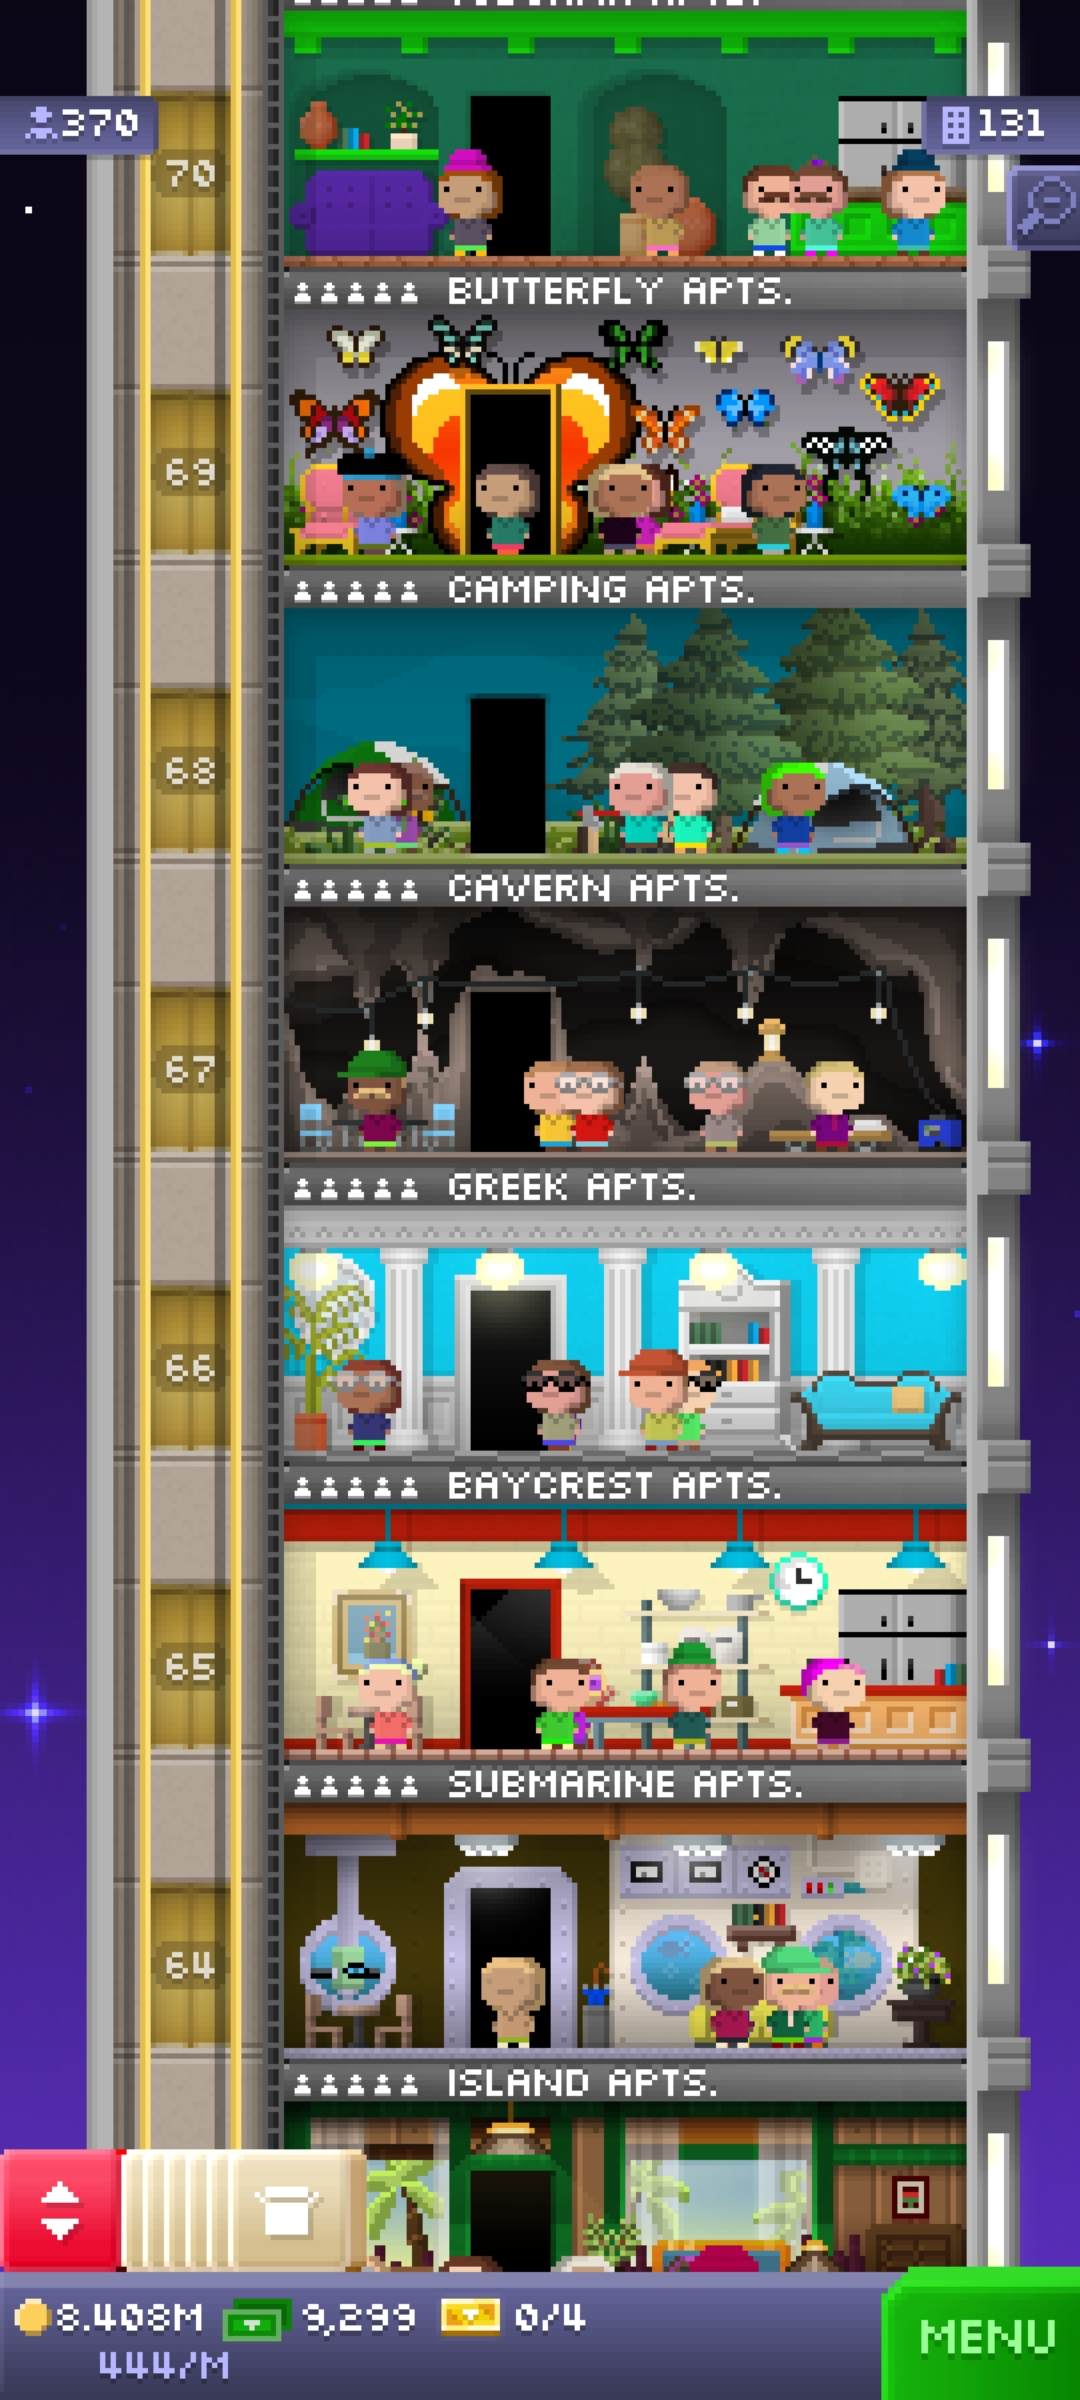 370
131
70
BUTTERFLY APTS.
69
CAMPING APTS.
68
CAVERN APTS.
67
GREEK APTS.
66
BAYCREST APTS.
65
SUBMARINE APTS.
64
ISLAND APTS.
8.408M 9,299 0/4
444/M
MENU